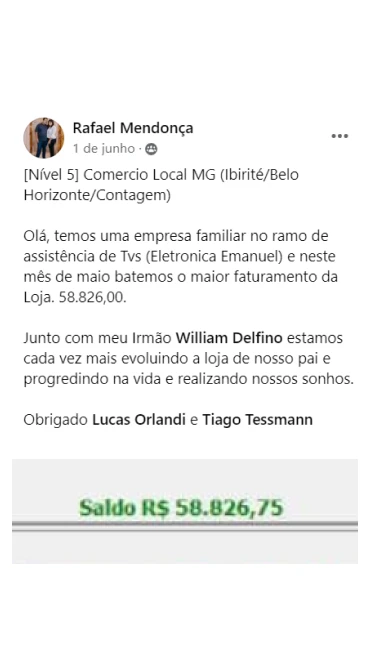 Rafael Mendonça
1 de junho ·
[Nível 5] Comercio Local MG (Ibirité/Belo
Horizonte/Contagem)
Olá, temos uma empresa familiar no ramo de
assistência de Tvs (Eletronica Emanuel) e neste
mês de maio batemos o maior faturamento da
Loja. 58.826,00.
Junto com meu Irmão William Delfino estamos
cada vez mais evoluindo a loja de nosso pai e
progredindo na vida e realizando nossos sonhos.
Obrigado Lucas Orlandi e Tiago Tessmann
Saldo R$ 58.826,75